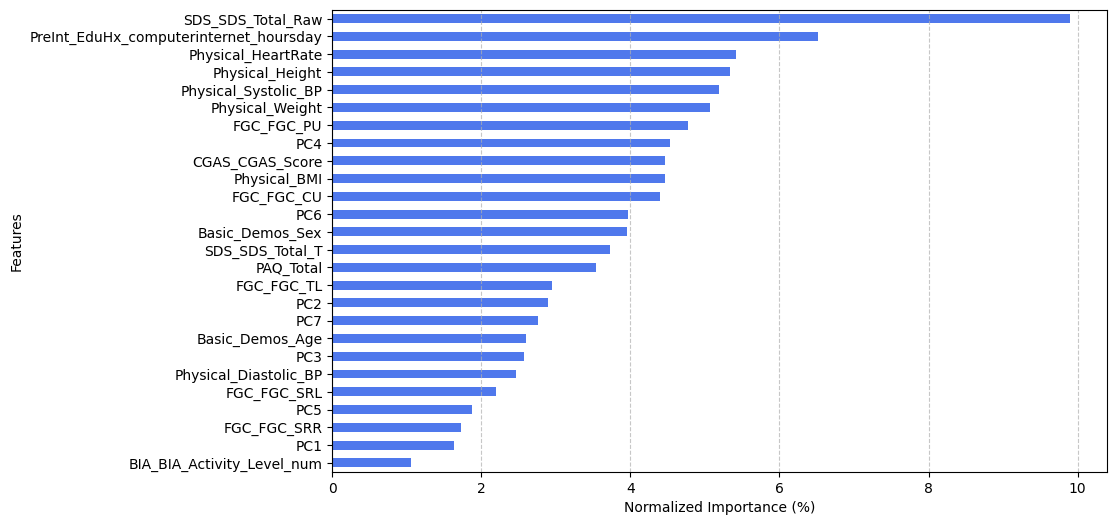 SDS_SDS_Total_Raw
PreInt_EduHx_computerinternet_hoursday
Physical_HeartRate
Physical_Height
Physical_Systolic_BP
Physical_Weight
FGC_FGC_PU
PC4
CGAS_CGAS_Score
Physical_BMI
FGC_FGC_CU
PC6
Basic_Demos_Sex
SDS_SDS_Total_T
PAQ_Total
FGC_FGC_TL
PC2
PC7
Basic_Demos_Age
PC3
Physical_Diastolic_BP
FGC_FGC_SRL
PC5
FGC_FGC_SRR
PC1
BIA_BIA_Activity_Level_num
Features
0 2 4 6 8 10
Normalized Importance (%)